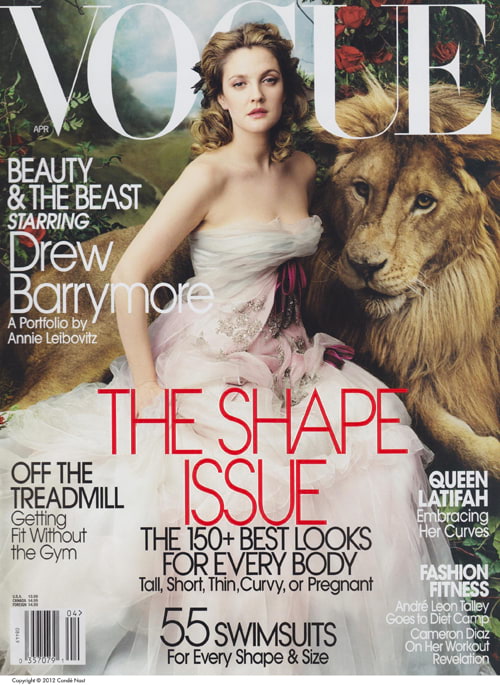 VOGUE
APR
BEAUTY
& THE BEAST
STARRING
Drew
Barrymore
A Portfolio by
Annie Leibovitz
THE SHAPE
ISSUE
THE 150+ BEST LOOKS
FOR EVERY BODY
Tall, Short, Thin, Curvy, or Pregnant
55 SWIMSUITS
For Every Shape & Size
OFF THE
TREADMILL
Getting
Fit Without
the Gym
QUEEN
LATIFAH
Embracing
Her Curves
FASHION
FITNESS
André Leon Talley
Goes to Diet Camp
Cameron Diaz
On Her Workout
Revelation
04>
Copyright © 2012 Condé Nast